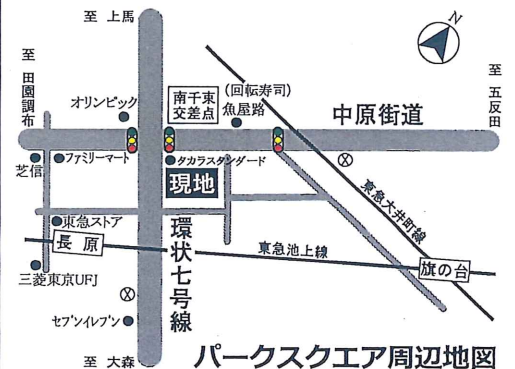 至 上馬
N
至 田園調布
オリンピック
南千束
交差点
(回転寿司)
魚屋路
中原街道
至 五反田
芝信
ファミリーマート
タカラスタンダード
現地
東急大井町線
東急ストア
長原
環状七号線
東急池上線
旗の台
三菱東京UFJ
セブンイレブン
至 大森
パークスクエア周辺地図